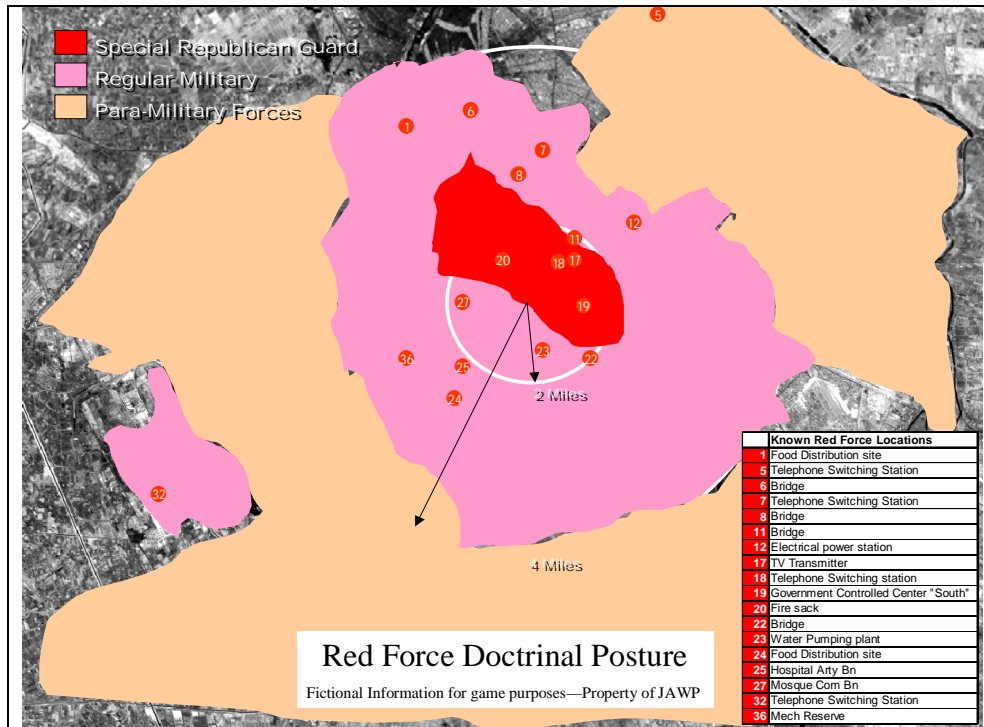 Special Republican Guard
Regular Military
Para-Military Forces
5
6
1
7
8
12
11
20
18
17
27
19
23
22
36
25
24
2 Miles
32
4 Miles
Known Red Force Locations
1 Food Distribution site
5 Telephone Switching Station
6 Bridge
7 Telephone Switching Station
8 Bridge
11 Bridge
12 Electrical power station
17 TV Transmitter
18 Telephone Switching station
19 Government Controlled Center "South"
20 Fire sack
22 Bridge
23 Water Pumping plant
24 Food Distribution site
25 Hospital Arty Bn
27 Mosque Com Bn
32 Telephone Switching Station
36 Mech Reserve
Red Force Doctrinal Posture
Fictional Information for game purposes—Property of JAWP